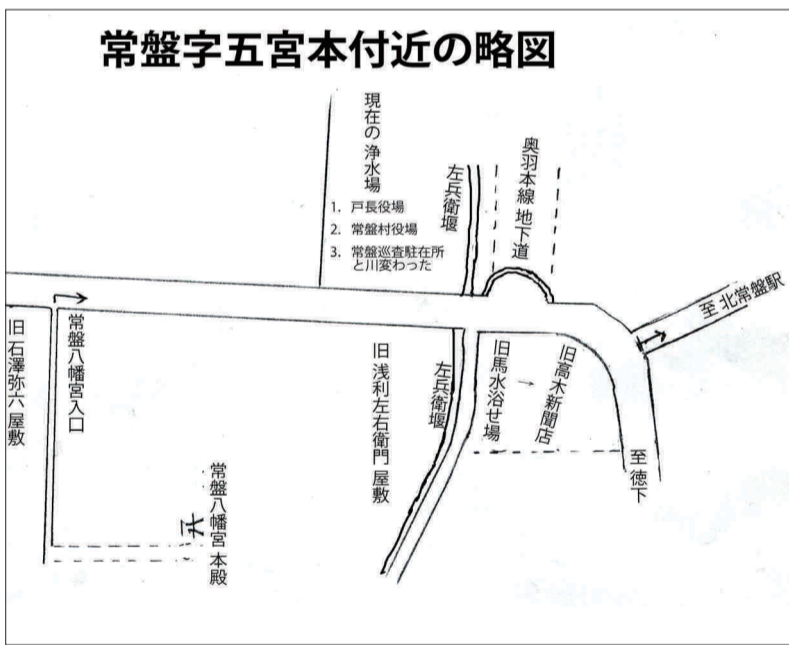 常盤字五宮本付近の略図
現在の 浄水場
1. 戸長役場
2. 常盤村役場
3. 常盤巡査駐在所
と川変わった
左兵衛堰
奥羽本線 地下道
至 北常盤駅
旧 石澤弥六 屋敷
常盤八幡宮入口
常盤八幡宮 本殿
旧 浅利左右衛門 屋敷
左兵衛堰
旧馬水浴せ場
→
旧高木新聞店
至 徳下